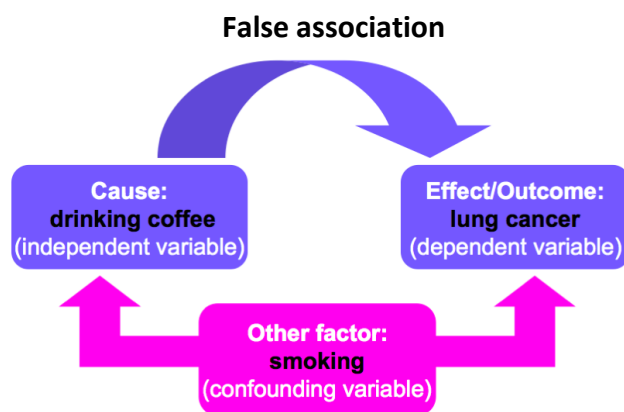 False association
Cause:
drinking coffee
(independent variable)
Effect/Outcome:
lung cancer
(dependent variable)
Other factor:
smoking
(confounding variable)